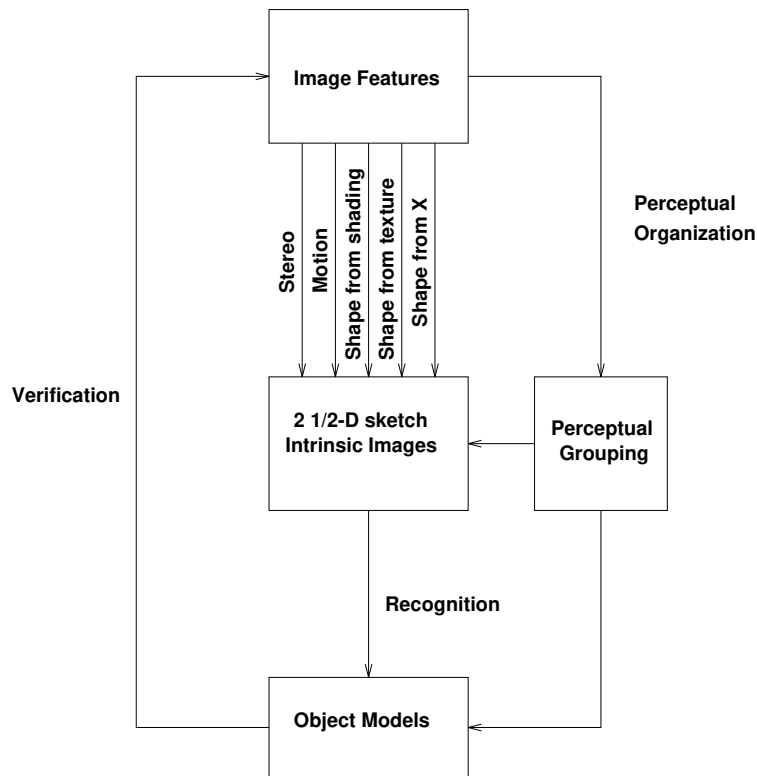 Image Features
Stereo
Motion
Shape from shading
Shape from texture
Shape from X
Perceptual
Organization
Verification
2 1/2-D sketch
Intrinsic Images
Perceptual
Grouping
Recognition
Object Models